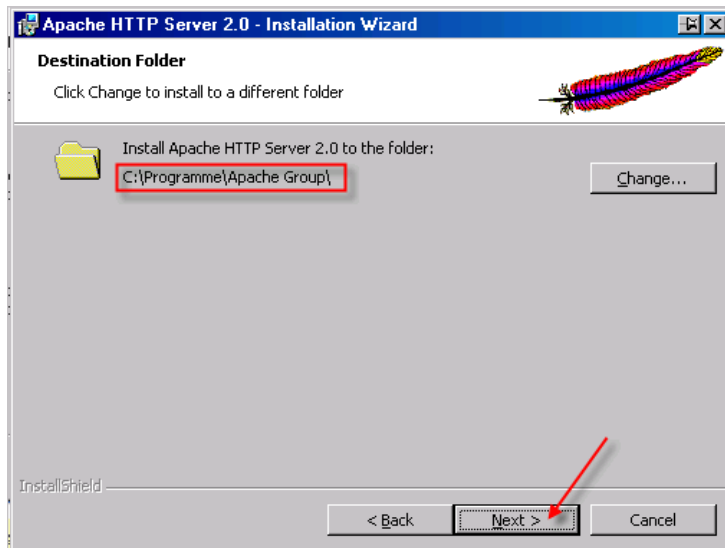 Apache HTTP Server 2.0 - Installation Wizard
Destination Folder
Click Change to install to a different folder
Install Apache HTTP Server 2.0 to the folder:
C:\Programme\Apache Group\
Change...
InstallShield
< Back
Next >
Cancel